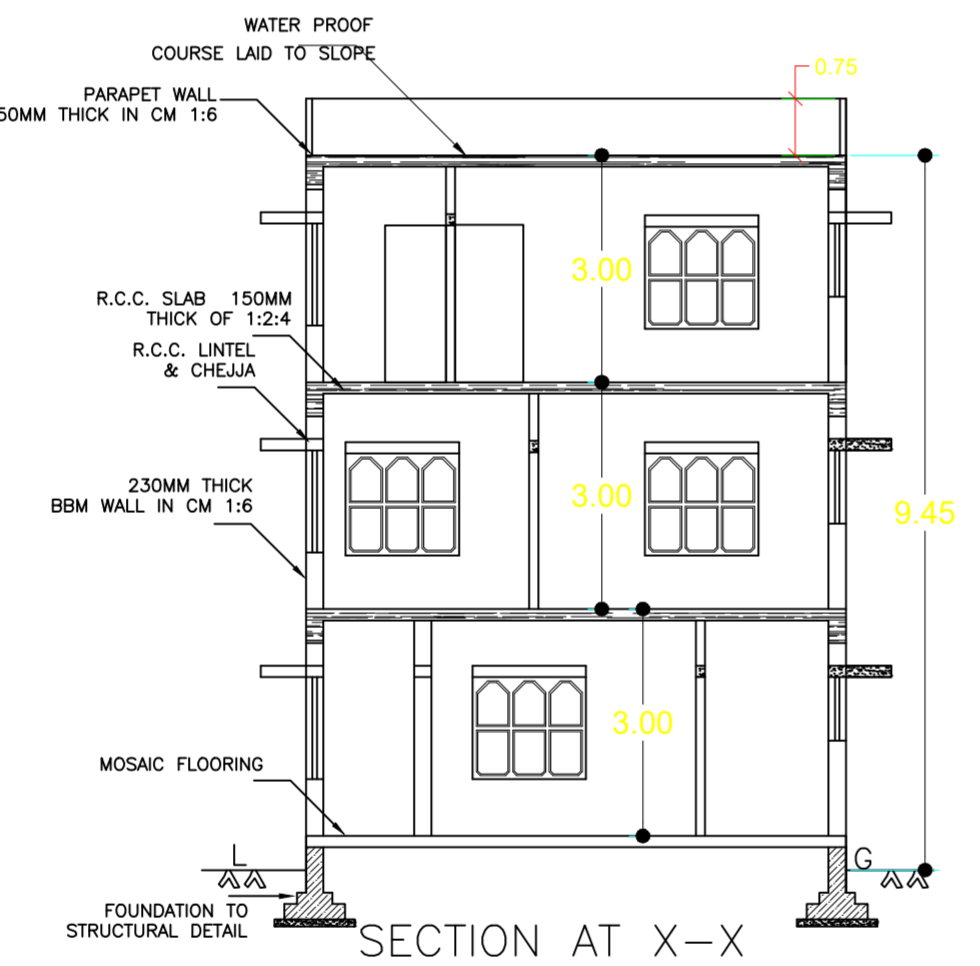 WATER PROOF
COURSE LAID TO SLOPE
0.75
PARAPET WALL
50MM THICK IN CM 1:6
3.00
R.C.C. SLAB 150MM
THICK OF 1:2:4
R.C.C. LINTEL
& CHEJJA
230MM THICK
BBM WALL IN CM 1:6
3.00
9.45
3.00
MOSAIC FLOORING
L
G
FOUNDATION TO
STRUCTURAL DETAIL
SECTION AT X-X